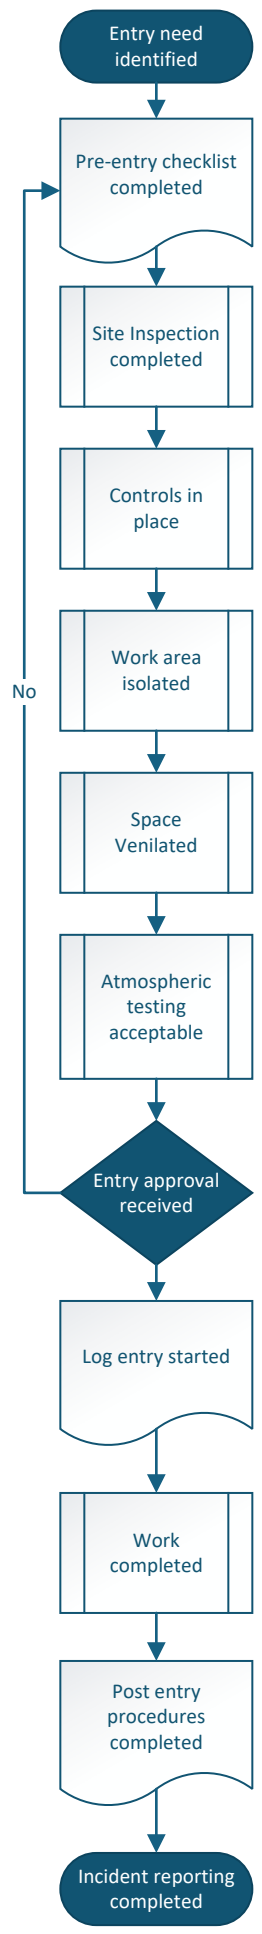 Entry need
identified
Pre-entry checklist
completed
Site Inspection
completed
Controls in
place
Work area
isolated
No
Space
Venilated
Atmospheric
testing
acceptable
Entry approval
received
Log entry started
Work
completed
Post entry
procedures
completed
Incident reporting
completed